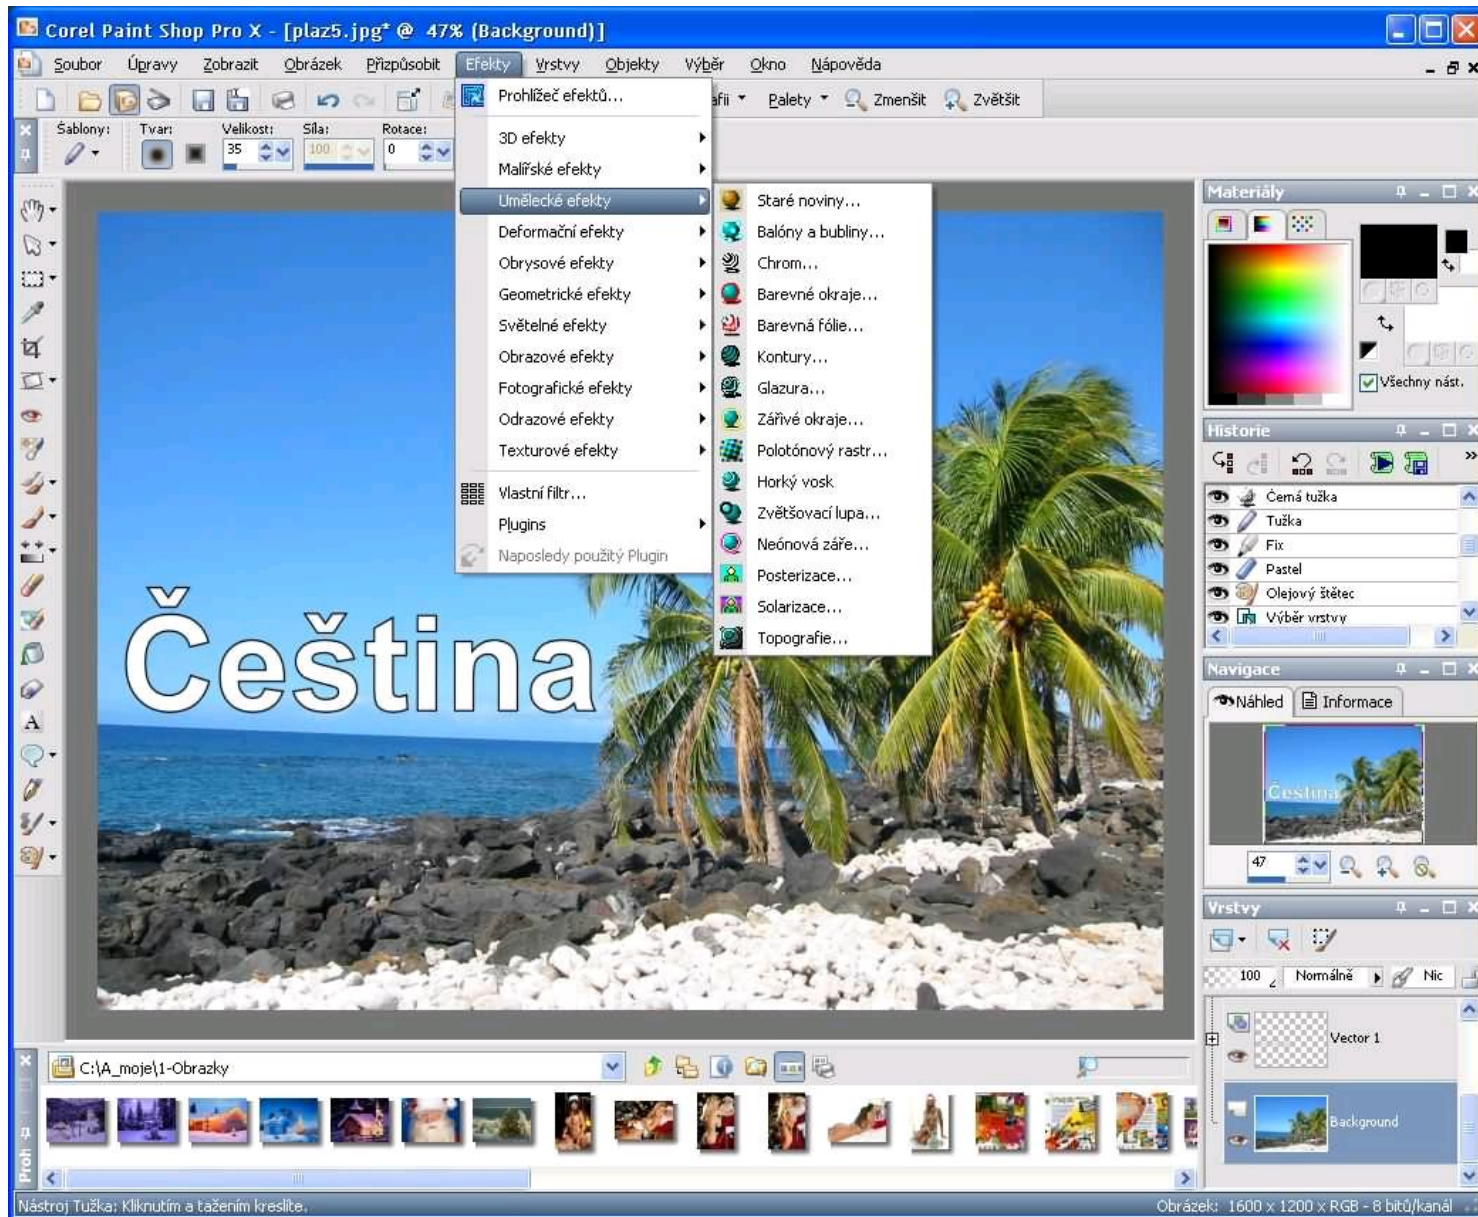 Corel Paint Shop Pro X - [plaz5.jpg* @ 47% (Background)]
Soubor Úpravy Zobrazit Obrázek Přizpůsobit Efekty Vrstvy Objekty Výběr Okno Nápověda
Palety Zmenšit Zvětšit
Šablony: Tvar: Velikost: Síla: Rotace:
35 100 0
Prohlížeč efektů...
3D efekty
Malířské efekty
Umělecké efekty
Deformační efekty
Obrysové efekty
Geometrické efekty
Světelné efekty
Obrazové efekty
Fotografické efekty
Odrazové efekty
Texturové efekty
Vlastní filtr...
Plugins
Naposledy použitý Plugin
Staré noviny...
Balóny a bubliny...
Chrom...
Barevné okraje...
Barevná fólie...
Kontury...
Glazura...
Zářivé okraje...
Polotónový rastr...
Horký vosk
Zvětšovací lupa...
Neónová záře...
Posterizace...
Solarizace...
Topografie...
Čeština
Materiály
Všechny nást.
Historie
Černá tužka
Tužka
Fix
Pastel
Olejový štětec
Výběr vrstvy
Navigace
Náhled Informace
Čeština
47
Vrstvy
100 Normálně Nic
Vector 1
Background
C:\A_moje\1-Obrazky
Proh
Nástroj Tužka: Kliknutím a tažením kreslíte.
Obrázek: 1600 x 1200 x RGB - 8 bitů/kanál